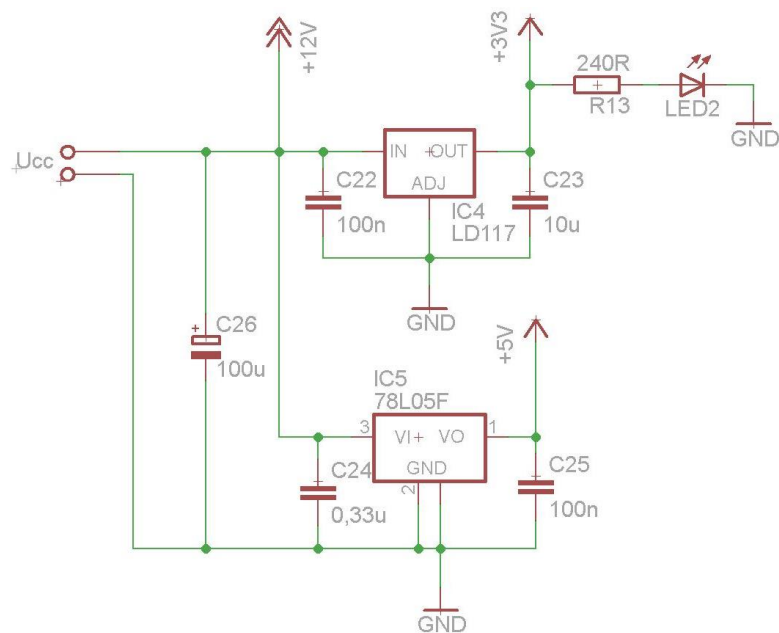 +12V
+3V3
240R
R13
LED2
GND
Ucc
IN
+OUT
ADJ
C22
100n
IC4
LD117
C23
10u
GND
+5V
C26
100u
IC5
78L05F
3
VI+
VO
1
GND
2
C24
0,33u
C25
100n
GND